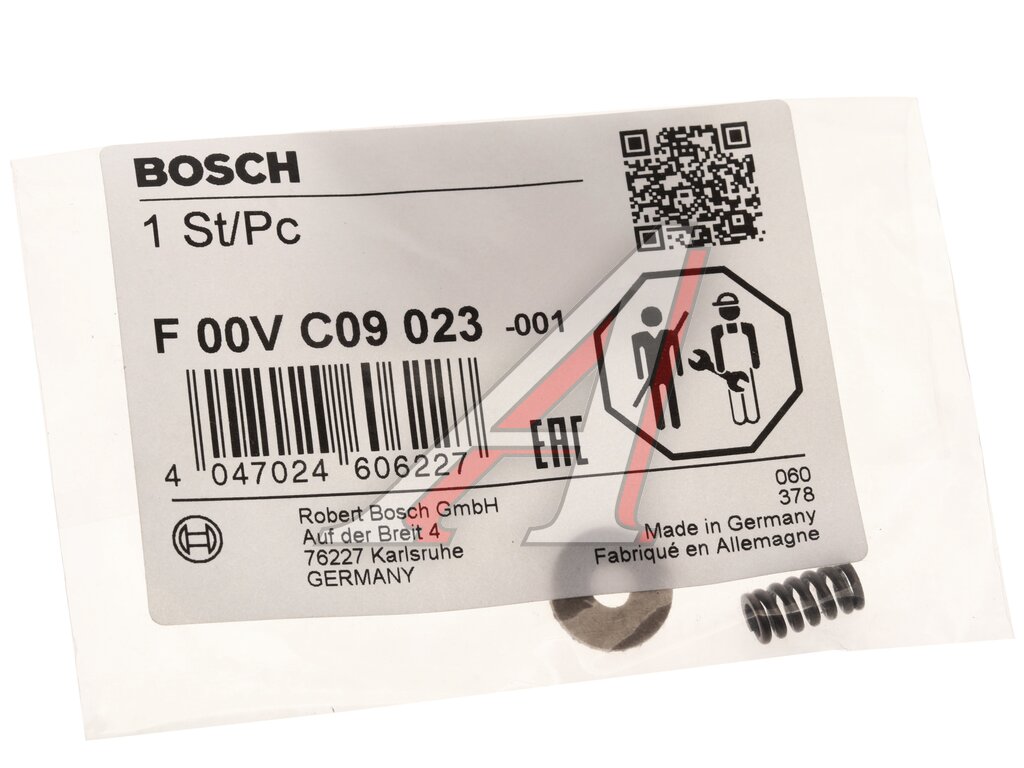 BOSCH
1 St/Pc
F 00V C09 023 -001
4 047024 606227
EAC
060
378
Robert Bosch GmbH
Auf der Breit 4
76227 Karlsruhe
GERMANY
Made in Germany
Fabriqué en Allemagne